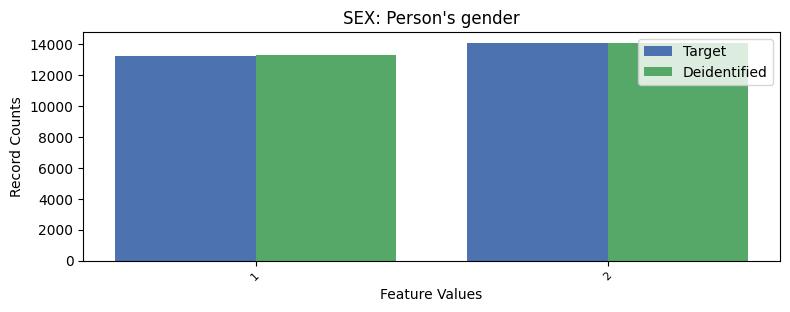 SEX: Person's gender
Target
Deidentified
Record Counts
14000
12000
10000
8000
6000
4000
2000
0
1
2
Feature Values